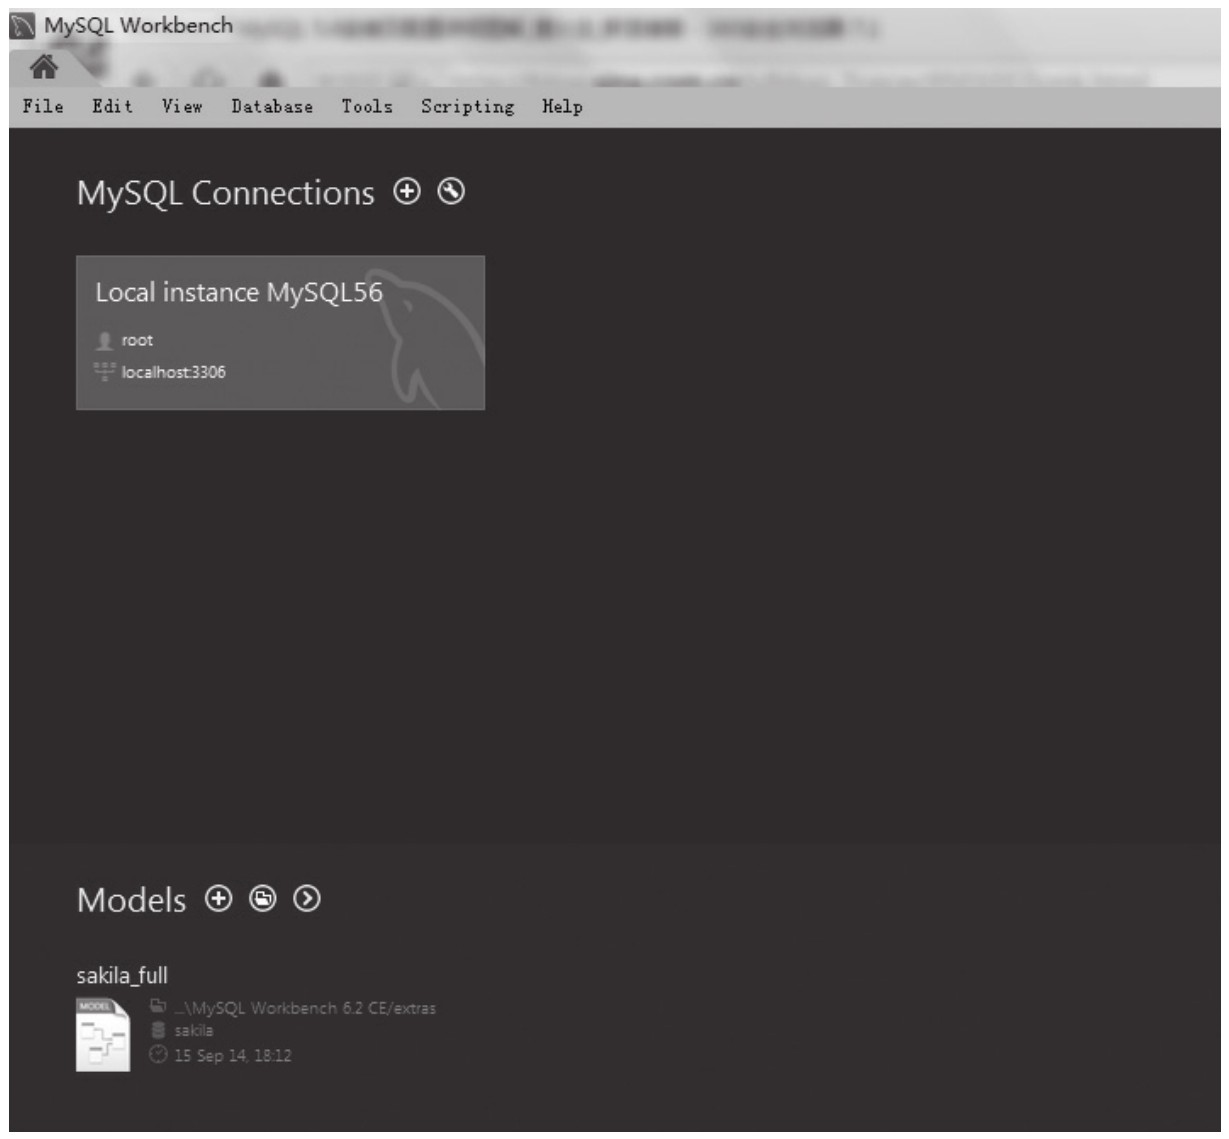 MySQL Workbench
File Edit View Database Tools Scripting Help
MySQL Connections
Local instance MySQL56
root
localhost:3306
Models
sakila_full
MODEL
...\MySQL Workbench 6.2 CE/extras
sakila
15 Sep 14, 18:12